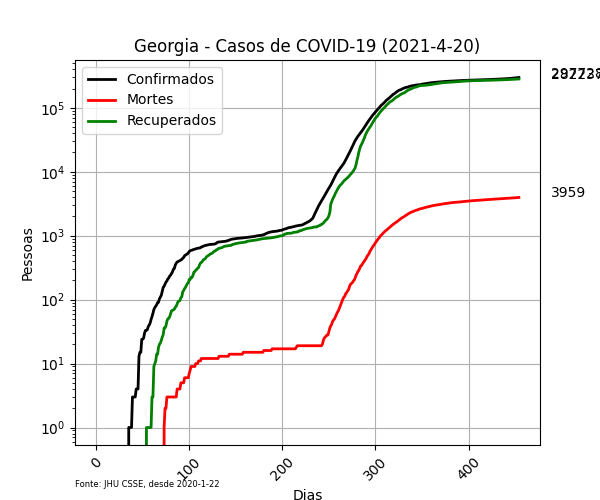 Georgia - Casos de COVID-19 (2021-4-20)
Confirmados
Mortes
Recuperados
10⁵
10⁴
10³
10²
10¹
10⁰
3959
Pessoas
0
100
200
300
400
Dias
Fonte: JHU CSSE, desde 2020-1-22